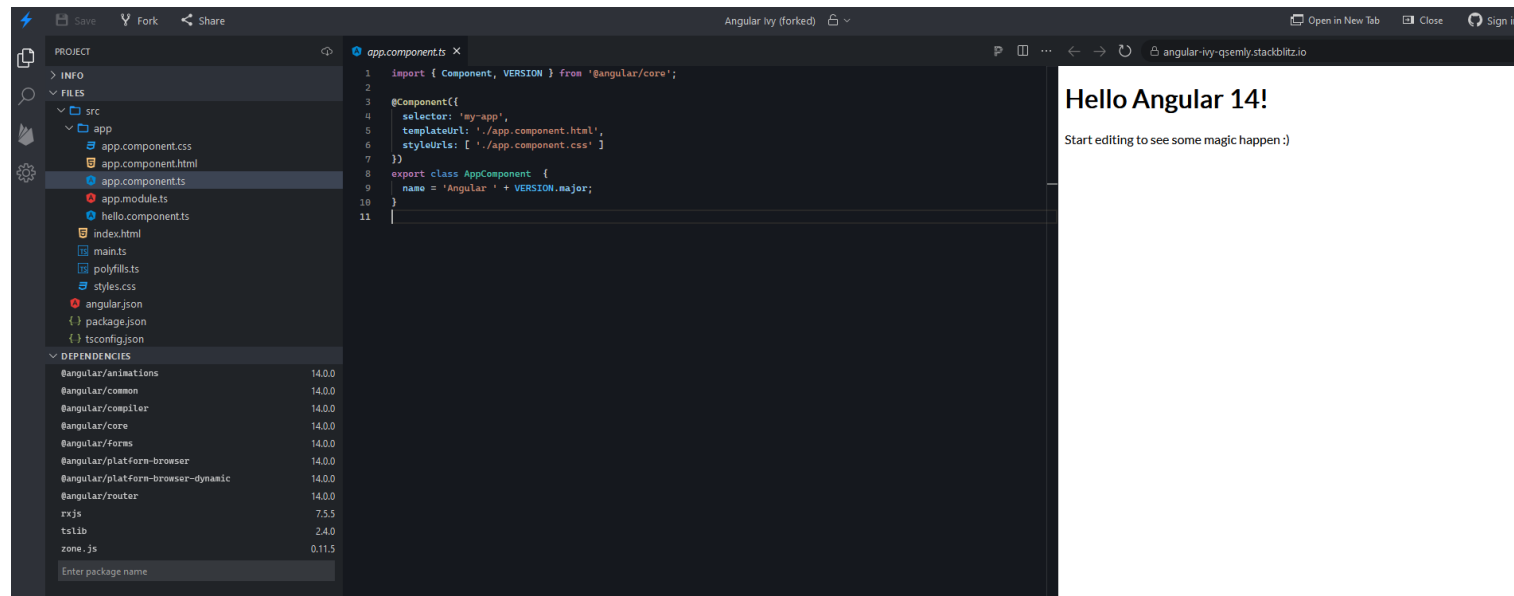 Save Fork Share Angular Ivy (forked) Open in New Tab Close Sign i
PROJECT
INFO
FILES
src
app
app.component.css
app.component.html
app.component.ts
app.module.ts
hello.component.ts
index.html
main.ts
polyfills.ts
styles.css
angular.json
package.json
tsconfig.json
DEPENDENCIES
@angular/animations 14.0.0
@angular/common 14.0.0
@angular/compiler 14.0.0
@angular/core 14.0.0
@angular/forms 14.0.0
@angular/platform-browser 14.0.0
@angular/platform-browser-dynamic 14.0.0
@angular/router 14.0.0
rxjs 7.5.5
tslib 2.4.0
zone.js 0.11.5
Enter package name
app.component.ts
1 import { Component, VERSION } from '@angular/core';
2
3 @Component({
4 selector: 'my-app',
5 templateUrl: './app.component.html',
6 styleUrls: [ './app.component.css' ]
7 })
8 export class AppComponent {
9 name = 'Angular ' + VERSION.major;
10 }
11
angular-ivy-qsemly.stackblitz.io
Hello Angular 14!
Start editing to see some magic happen :)